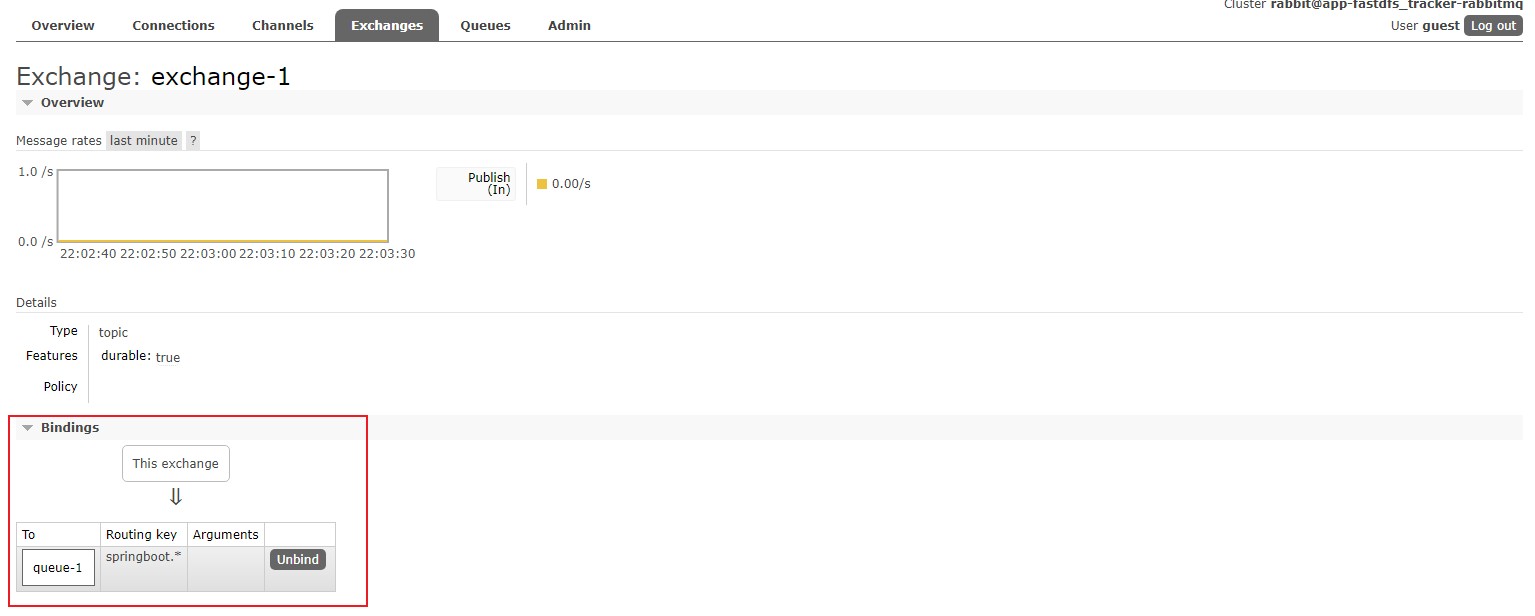 Cluster rabbit@app-fastdfs_tracker-rabbitmq
Overview Connections Channels Exchanges Queues Admin User guest Log out
Exchange: exchange-1
Overview
Message rates last minute ?
1.0 /s
0.0 /s
22:02:40 22:02:50 22:03:00 22:03:10 22:03:20 22:03:30
Publish
(In)
0.00/s
Details
Type topic
Features durable: true
Policy
Bindings
This exchange
⇓
To Routing key Arguments
queue-1 springboot.* Unbind